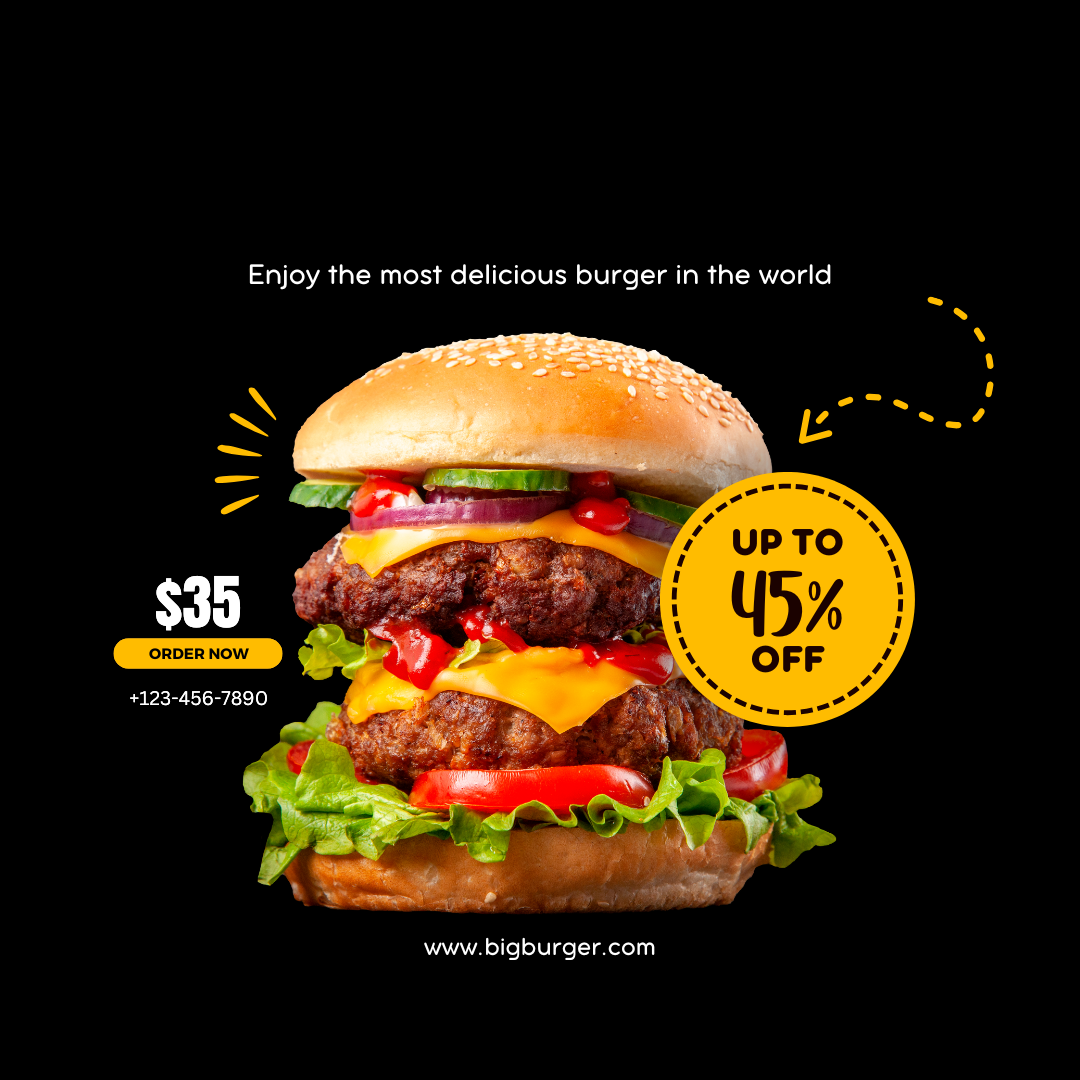 Enjoy the most delicious burger in the world
UP TO
45%
OFF
$35
ORDER NOW
+123-456-7890
www.bigburger.com